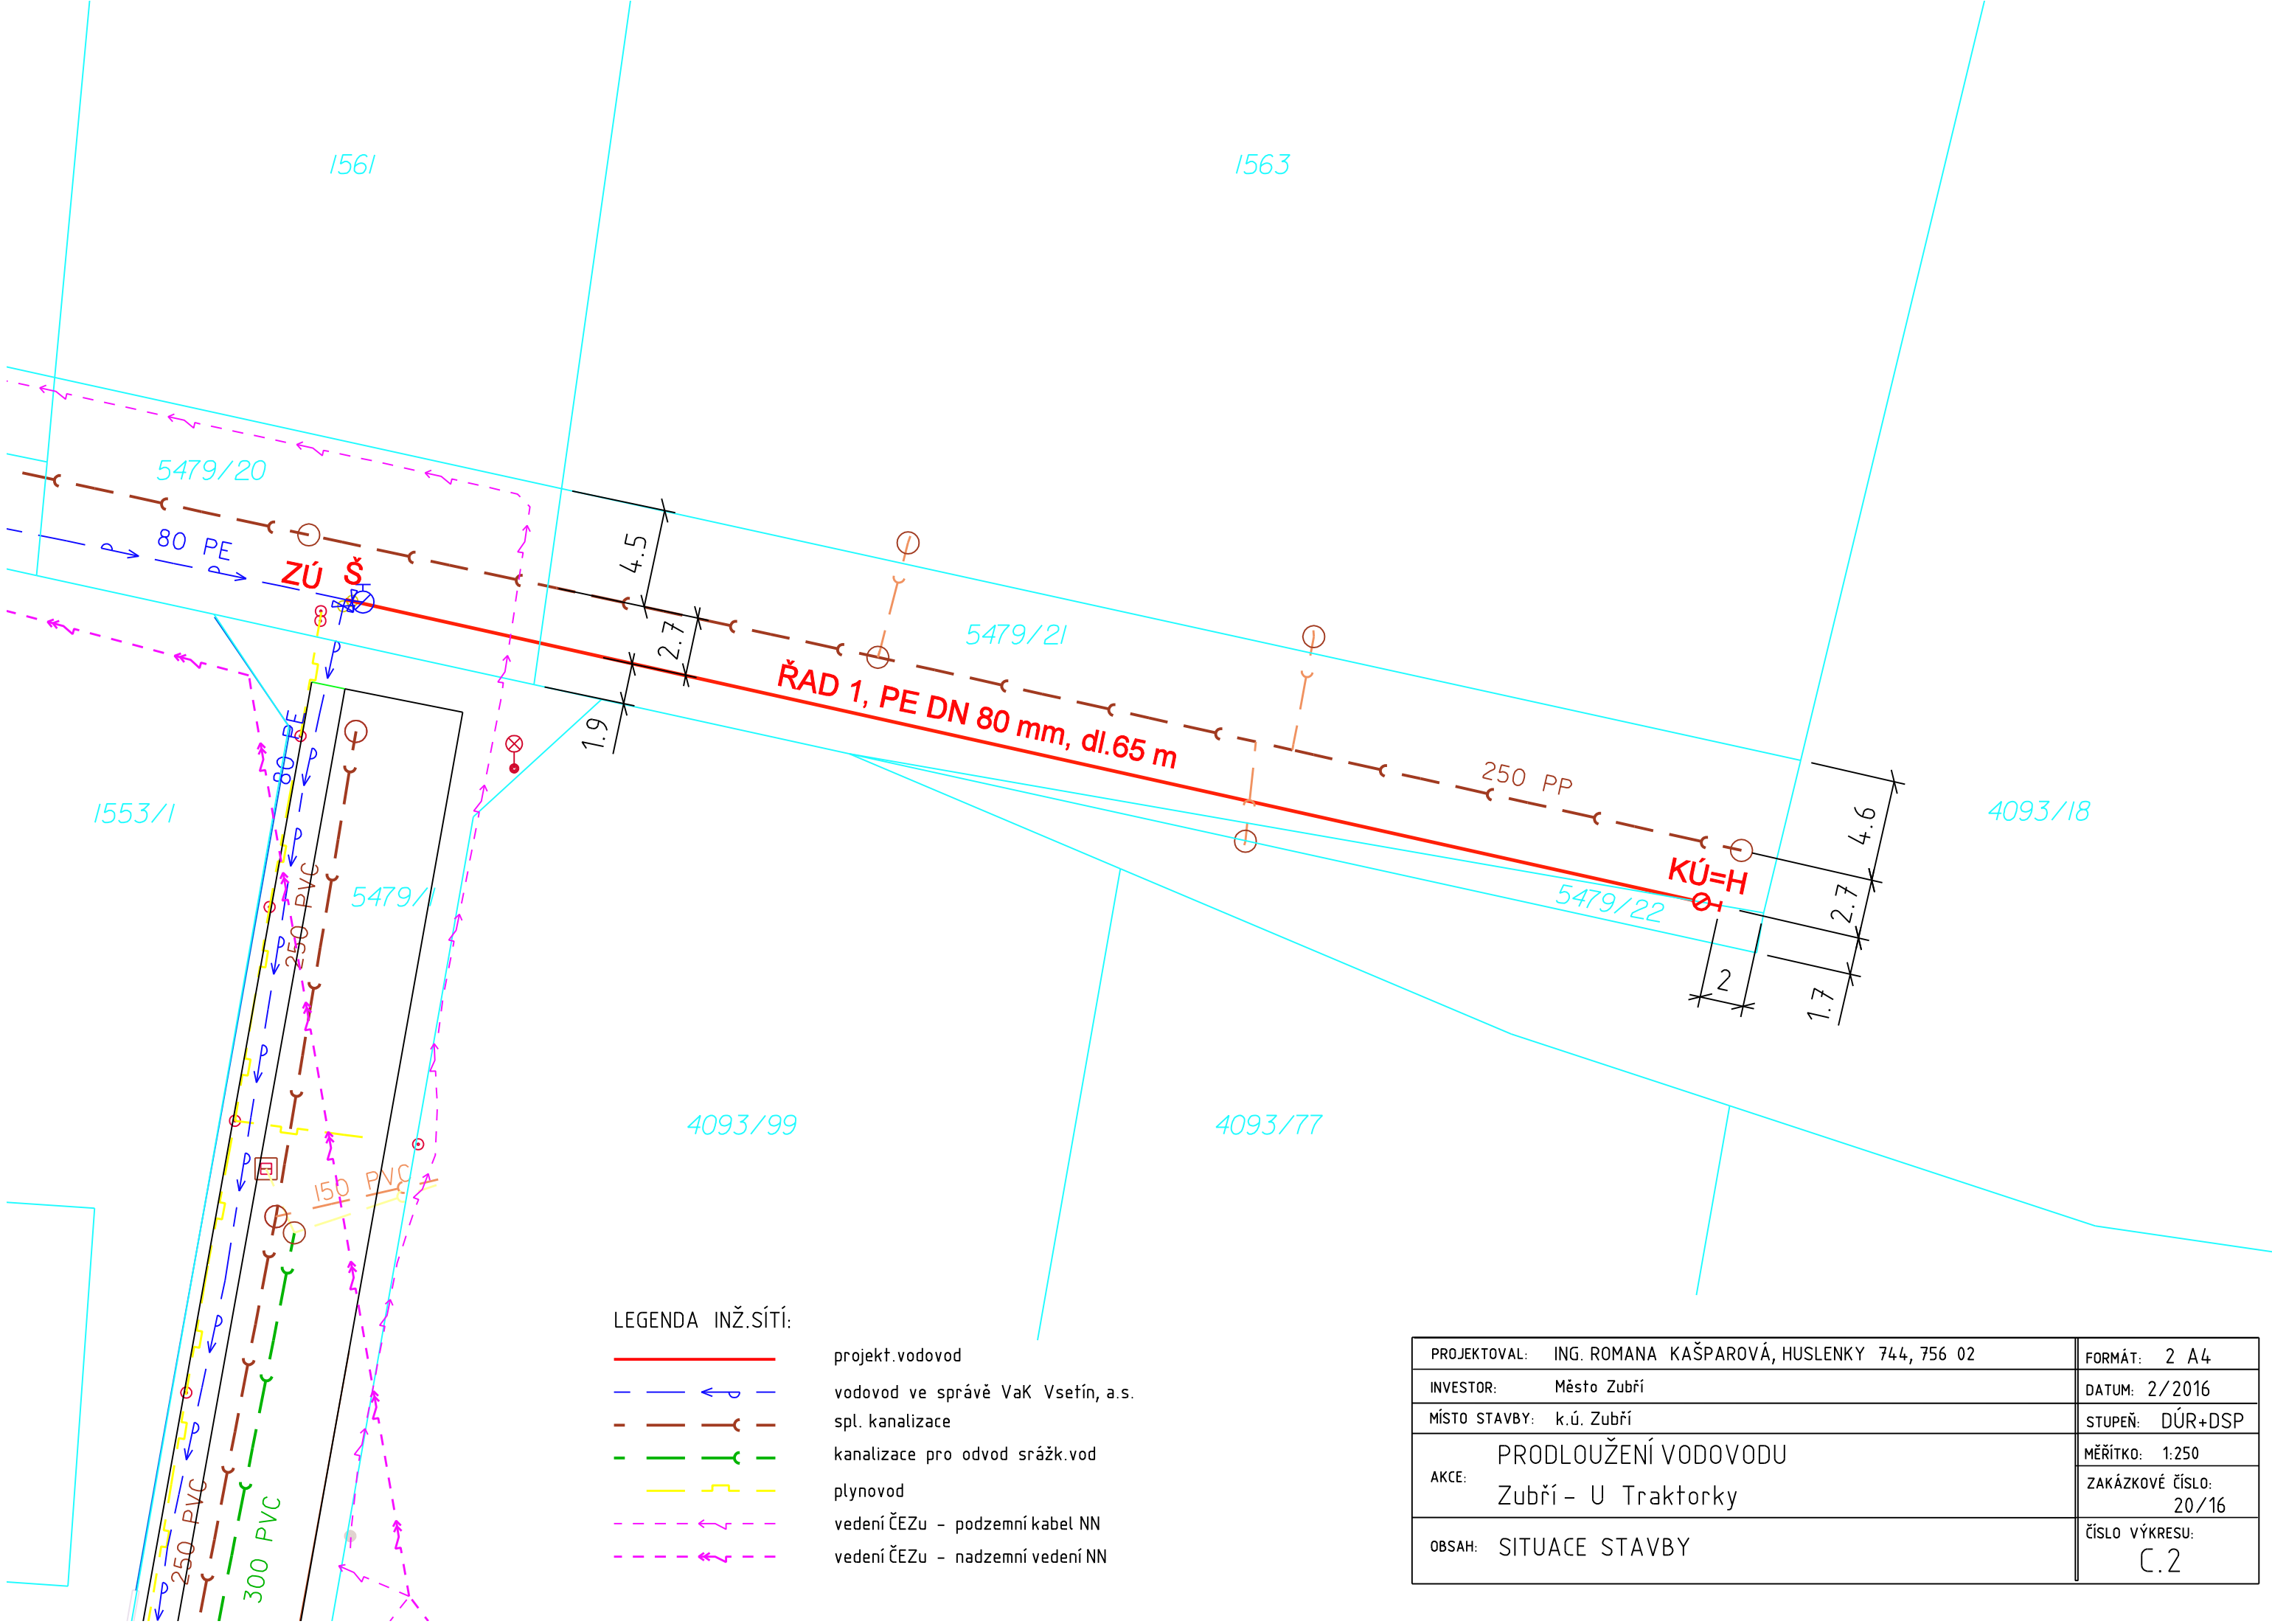 1561
1563
5479/20
80 PE
ZÚ Š
4.5
2.7
1.9
5479/21
ŘAD 1, PE DN 80 mm, dl.65 m
250 PP
4.6
4093/18
KÚ=H
5479/22
2.7
2
1.7
80 PE
1553/1
250 PVC
5479/1
4093/99
4093/77
150 PVC
250 PVC
300 PVC
LEGENDA INŽ.SÍTÍ:
projekt.vodovod
vodovod ve správě VaK Vsetín, a.s.
spl. kanalizace
kanalizace pro odvod srážk.vod
plynovod
vedení ČEZu - podzemní kabel NN
vedení ČEZu - nadzemní vedení NN
PROJEKTOVAL: ING. ROMANA KAŠPAROVÁ, HUSLENKY 744, 756 02
INVESTOR: Město Zubří
MÍSTO STAVBY: k.ú. Zubří
AKCE: PRODLOUŽENÍ VODOVODU
Zubří - U Traktorky
OBSAH: SITUACE STAVBY
FORMÁT: 2 A4
DATUM: 2/2016
STUPEŇ: DÚR+DSP
MĚŘÍTKO: 1:250
ZAKÁZKOVÉ ČÍSLO:
20/16
ČÍSLO VÝKRESU:
C.2